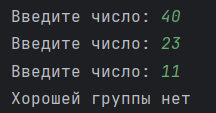 Введите число: 40
Введите число: 23
Введите число: 11
Хорошей группы нет